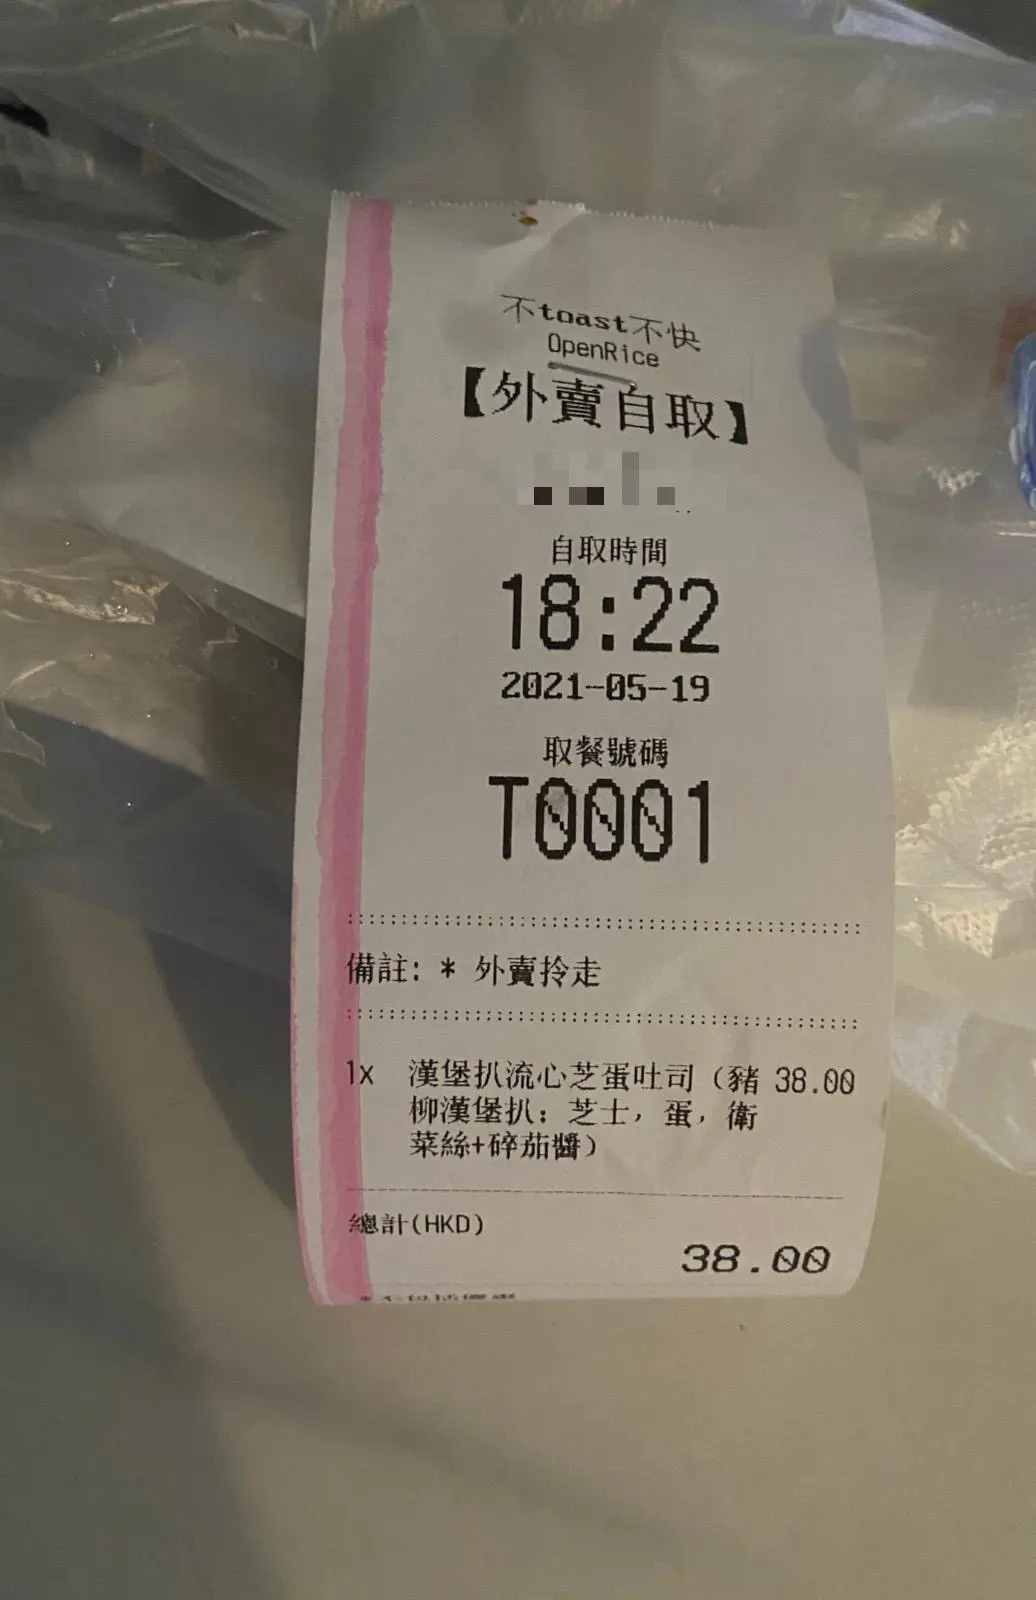 不toast不快
OpenRice
【外賣自取】
自取時間
18:22
2021-05-19
取餐號碼
T0001
備註: * 外賣拎走
1x 漢堡扒流心芝蛋吐司（豬 38.00
柳漢堡扒; 芝士, 蛋, 衛
菜絲+碎茄醬）
總計(HKD)
38.00